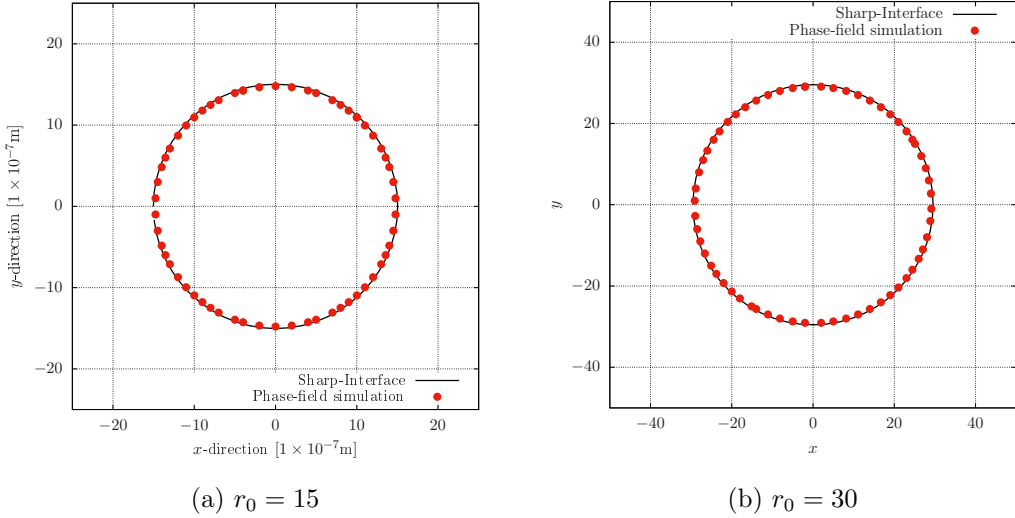 20
10
0
−10
−20
−20
−10
0
10
20
y-direction [1 × 10⁻⁷m]
x-direction [1 × 10⁻⁷m]
Sharp-Interface
Phase-field simulation
(a) r₀ = 15
40
20
0
−20
−40
−40
−20
0
20
40
y
x
Sharp-Interface
Phase-field simulation
(b) r₀ = 30